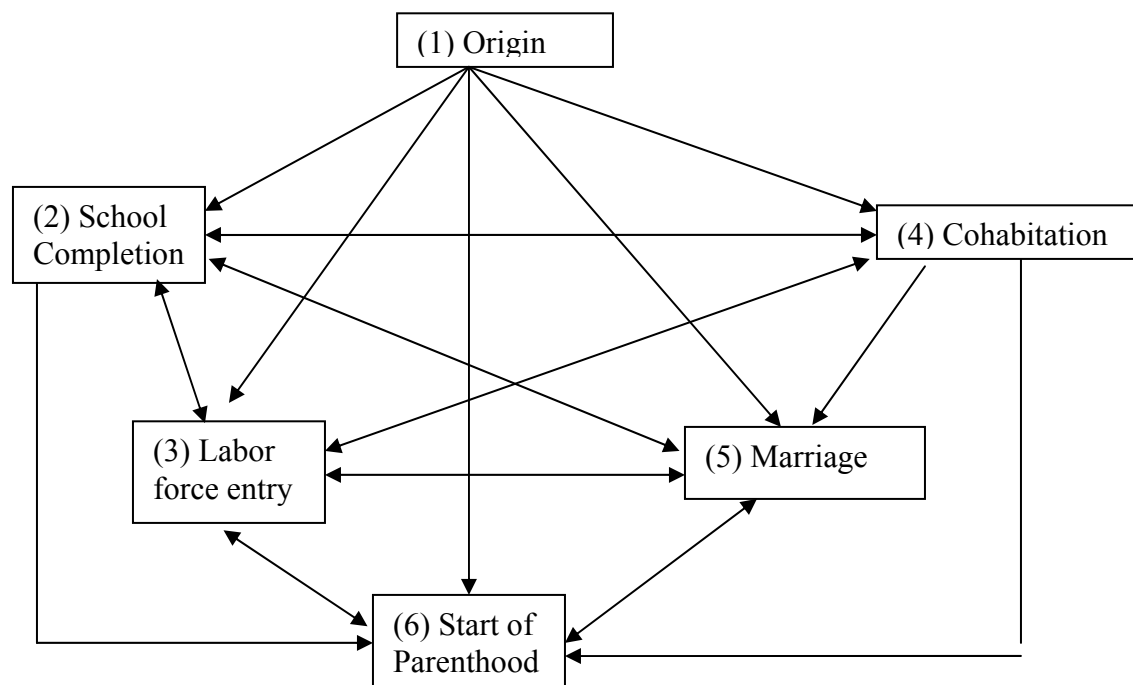 (1) Origin
(2) School
Completion
(4) Cohabitation
(3) Labor
force entry
(5) Marriage
(6) Start of
Parenthood